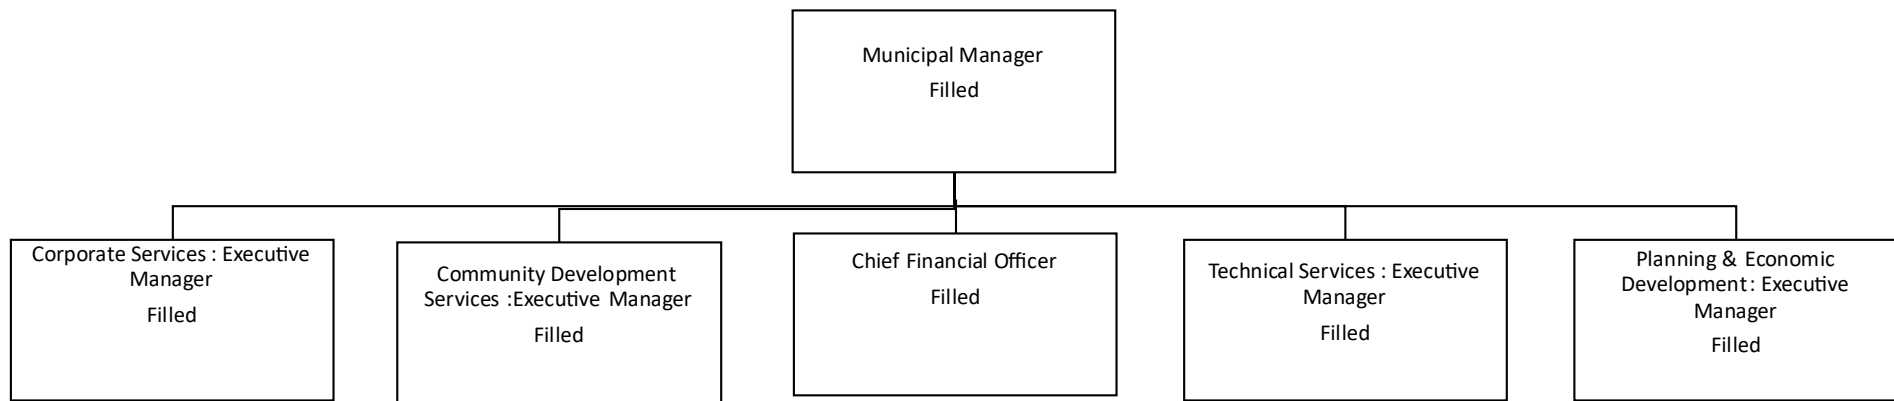 Municipal Manager
Filled
Corporate Services : Executive
Manager
Filled
Community Development
Services :Executive Manager
Filled
Chief Financial Officer
Filled
Technical Services : Executive
Manager
Filled
Planning & Economic
Development : Executive
Manager
Filled